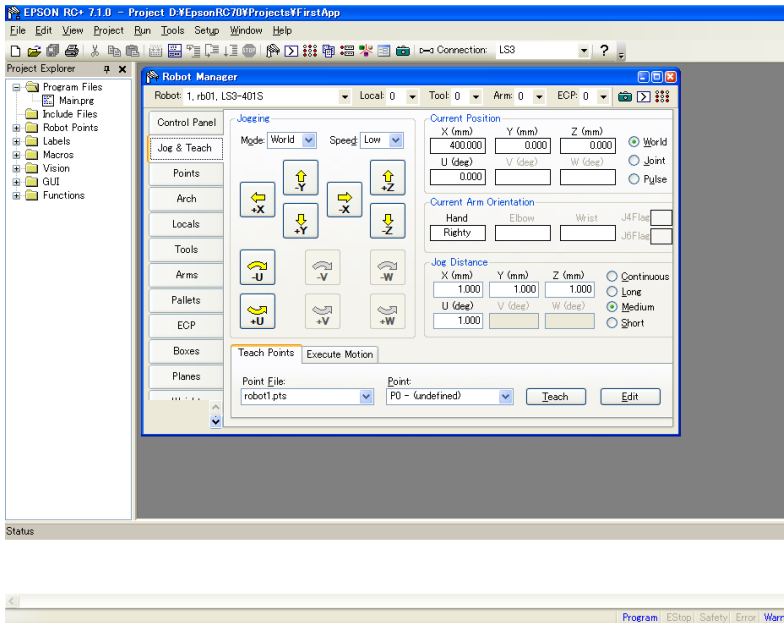 EPSON RC+ 7.1.0 - Project D:¥EpsonRC70¥Projects¥FirstApp
File Edit View Project Run Tools Setup Window Help
Connection: LS3
?
Project Explorer
Program Files
Main.prg
Include Files
Robot Points
Labels
Macros
Vision
GUI
Functions
Robot Manager
Robot: 1, rb01, LS3-401S Local: 0 Tool: 0 Arm: 0 ECP: 0
Control Panel
Jog & Teach
Points
Arch
Locals
Tools
Arms
Pallets
ECP
Boxes
Planes
Jogging
Mode: World Speed: Low
-Y +Z
+X -X
+Y -Z
-U -V -W
+U +V +W
Current Position
X (mm) Y (mm) Z (mm)
400.000 0.000 0.000
U (deg) V (deg) W (deg)
0.000
World
Joint
Pulse
Current Arm Orientation
Hand Elbow Wrist J4Flag
Righty J6Flag
Jog Distance
X (mm) Y (mm) Z (mm)
1.000 1.000 1.000
U (deg) V (deg) W (deg)
1.000
Continuous
Long
Medium
Short
Teach Points Execute Motion
Point File: Point:
robot1.pts P0 - (undefined) Teach Edit
Status
Program EStop Safety Error Warn